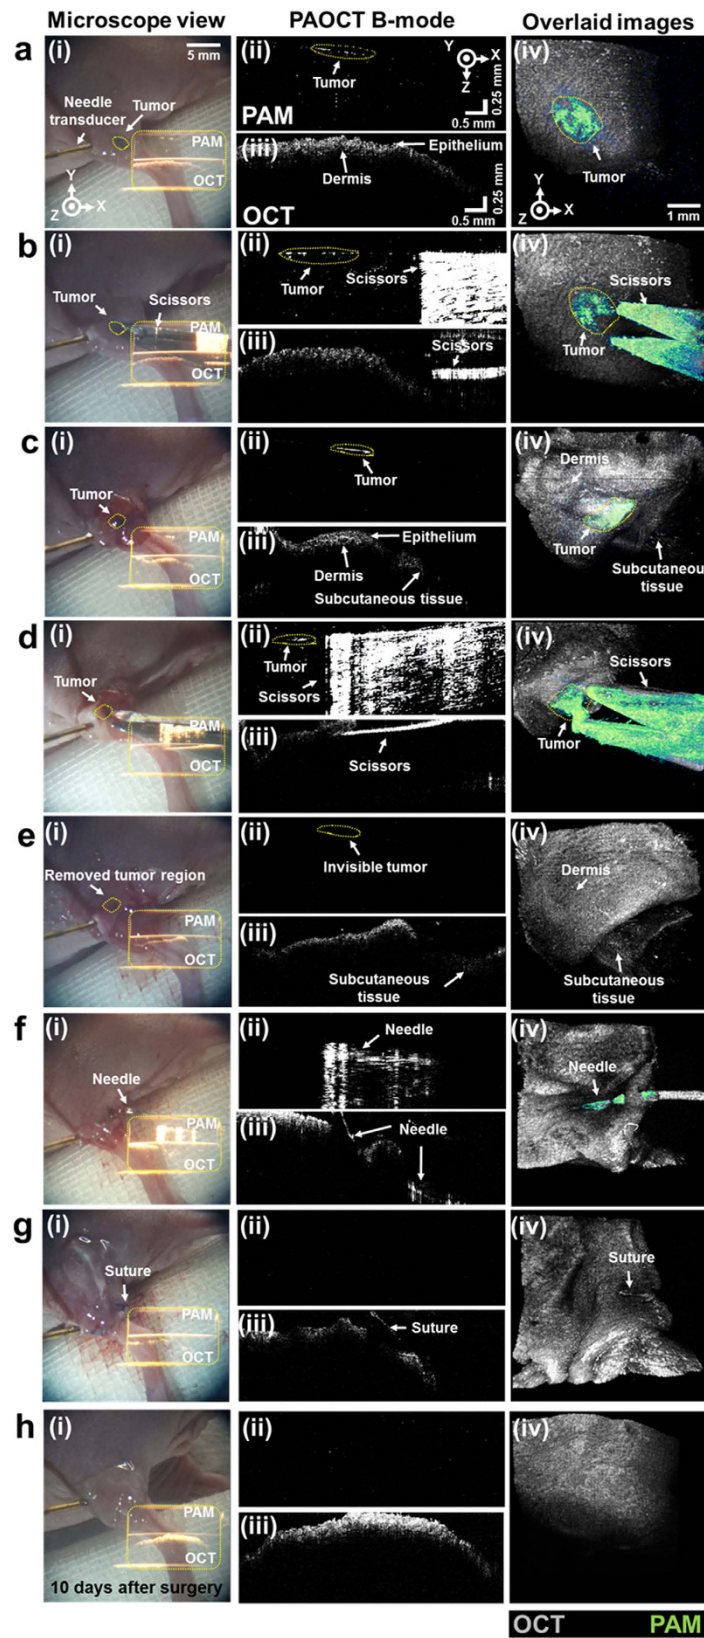 Microscope view
PAOCT B-mode
Overlaid images
a
(i)
5 mm
Needle
transducer
Tumor
PAM
OCT
Y
Z
X
(ii)
Tumor
PAM
Y
X
Z
0.25 mm
0.5 mm
(iii)
Epithelium
Dermis
OCT
0.25 mm
0.5 mm
(iv)
Tumor
Y
Z
X
1 mm
b
(i)
Tumor
Scissors
PAM
OCT
(ii)
Tumor
Scissors
(iii)
Scissors
(iv)
Scissors
Tumor
c
(i)
Tumor
PAM
OCT
(ii)
Tumor
(iii)
Epithelium
Dermis
Subcutaneous tissue
(iv)
Dermis
Tumor
Subcutaneous
tissue
d
(i)
Tumor
PAM
OCT
(ii)
Tumor
Scissors
(iii)
Scissors
(iv)
Scissors
Tumor
e
(i)
Removed tumor region
PAM
OCT
(ii)
Invisible tumor
(iii)
Subcutaneous
tissue
(iv)
Dermis
Subcutaneous
tissue
f
(i)
Needle
PAM
OCT
(ii)
Needle
(iii)
Needle
(iv)
Needle
g
(i)
Suture
PAM
OCT
(ii)
(iii)
Suture
(iv)
Suture
h
(i)
PAM
OCT
10 days after surgery
(ii)
(iii)
(iv)
OCT
PAM